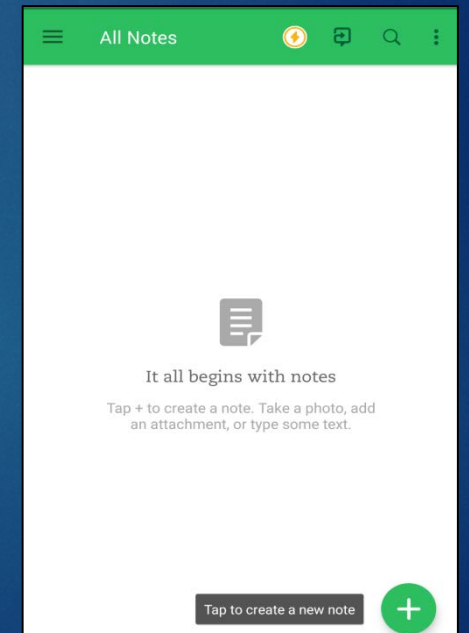 All Notes
It all begins with notes
Tap + to create a note. Take a photo, add
an attachment, or type some text.
Tap to create a new note